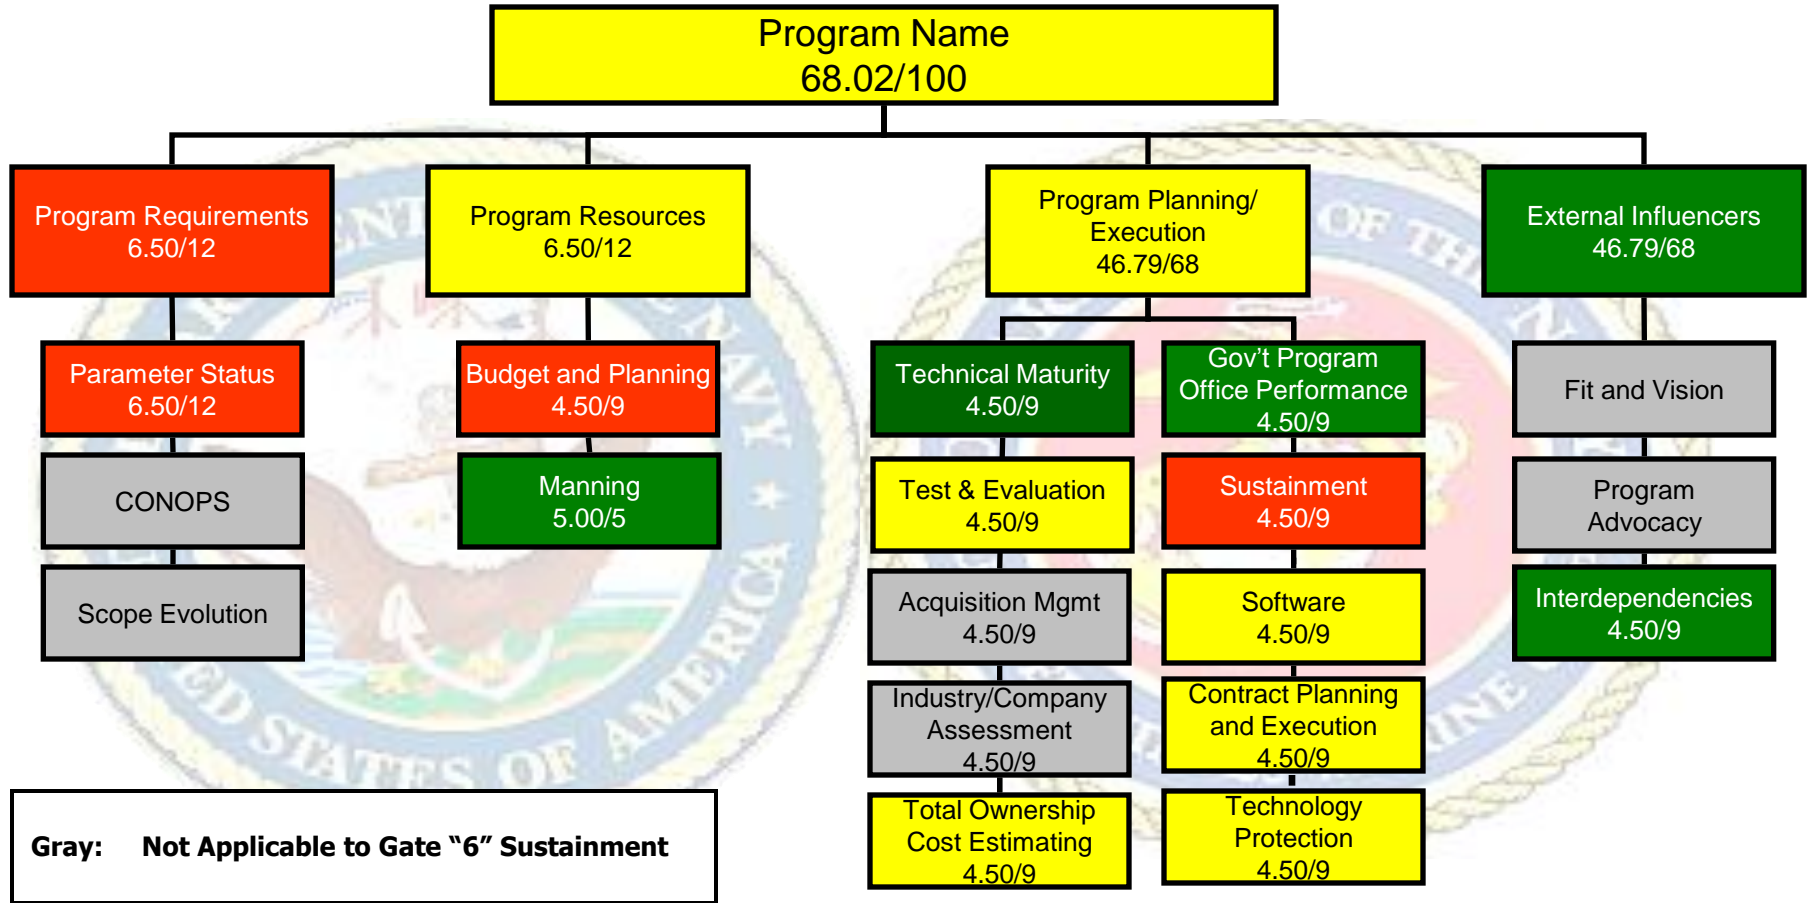 Program Name
68.02/100
Program Requirements
6.50/12
Program Resources
6.50/12
Program Planning/
Execution
46.79/68
External Influencers
46.79/68
Parameter Status
6.50/12
CONOPS
Scope Evolution
Budget and Planning
4.50/9
Manning
5.00/5
Technical Maturity
4.50/9
Test & Evaluation
4.50/9
Acquisition Mgmt
4.50/9
Industry/Company
Assessment
4.50/9
Total Ownership
Cost Estimating
4.50/9
Gov’t Program
Office Performance
4.50/9
Sustainment
4.50/9
Software
4.50/9
Contract Planning
and Execution
4.50/9
Technology
Protection
4.50/9
Fit and Vision
Program
Advocacy
Interdependencies
4.50/9
Gray: Not Applicable to Gate “6” Sustainment